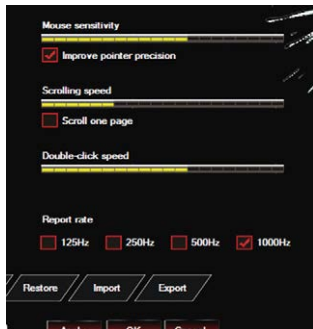 Mouse sensitivity
Improve pointer precision
Scrolling speed
Scroll one page
Double-click speed
Report rate
125Hz 250Hz 500Hz 1000Hz
Restore Import Export